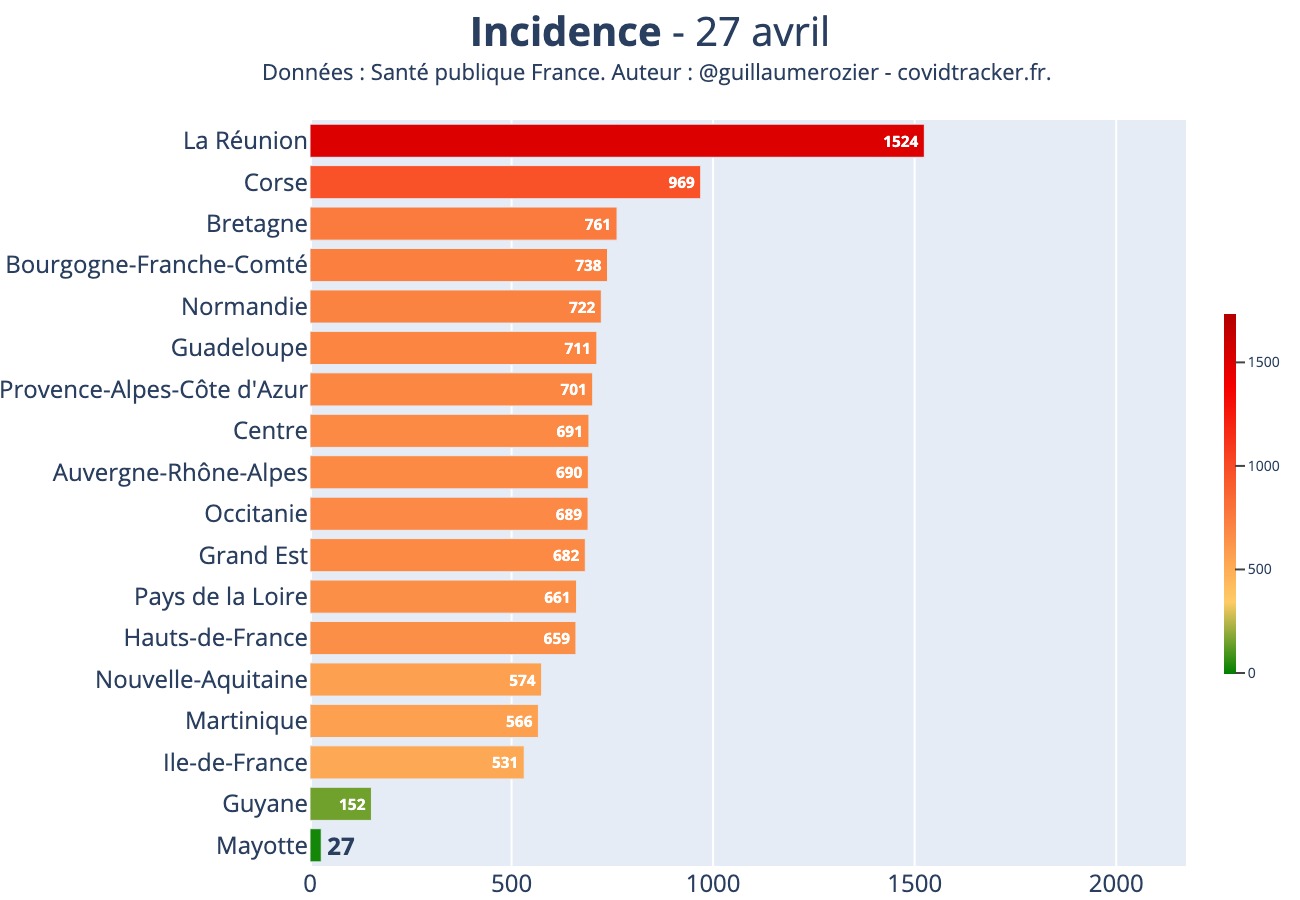 Incidence - 27 avril
Données : Santé publique France. Auteur : @guillaumerozier - covidtracker.fr.
La Réunion 1524
Corse 969
Bretagne 761
Bourgogne-Franche-Comté 738
Normandie 722
Guadeloupe 711
Provence-Alpes-Côte d'Azur 701
Centre 691
Auvergne-Rhône-Alpes 690
Occitanie 689
Grand Est 682
Pays de la Loire 661
Hauts-de-France 659
Nouvelle-Aquitaine 574
Martinique 566
Ile-de-France 531
Guyane 152
Mayotte 27
0 500 1000 1500 2000
1500
1000
500
0